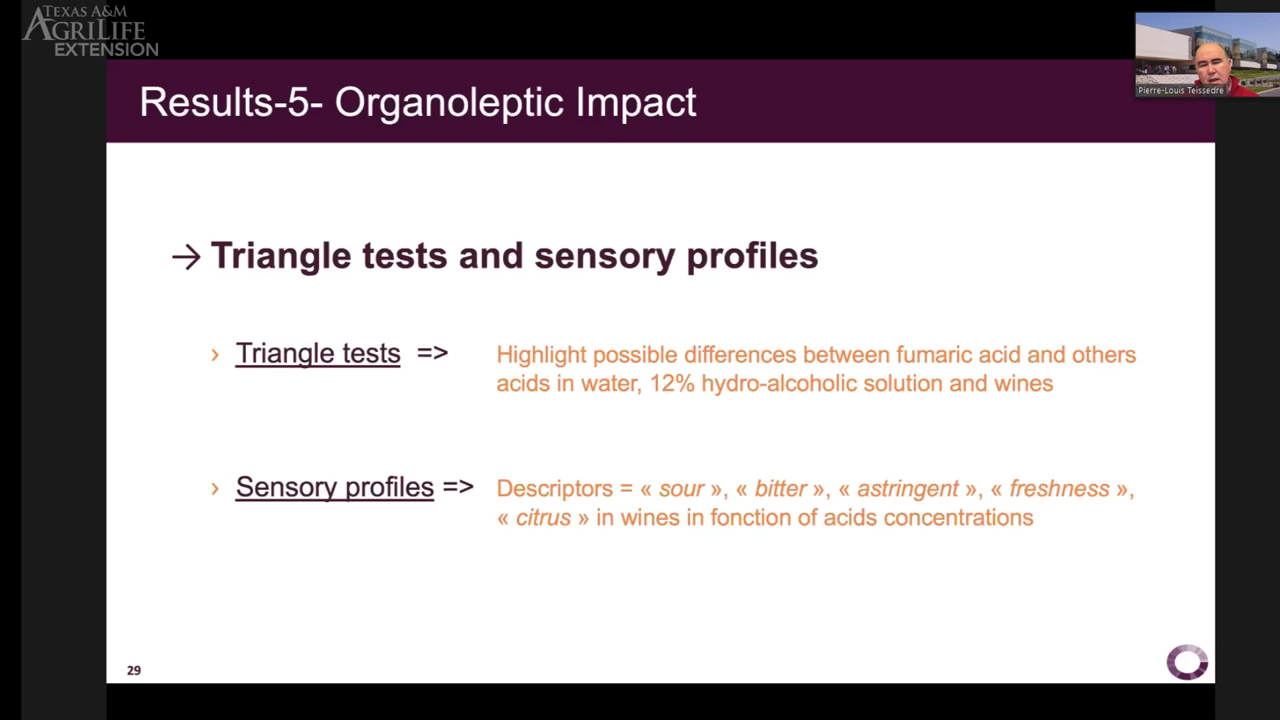 TEXAS A&M
AGRILIFE
EXTENSION
Pierre-Louis Teissedre
Results-5- Organoleptic Impact
→ Triangle tests and sensory profiles
› Triangle tests => Highlight possible differences between fumaric acid and others
acids in water, 12% hydro-alcoholic solution and wines
› Sensory profiles => Descriptors = « sour », « bitter », « astringent », « freshness »,
« citrus » in wines in fonction of acids concentrations
29